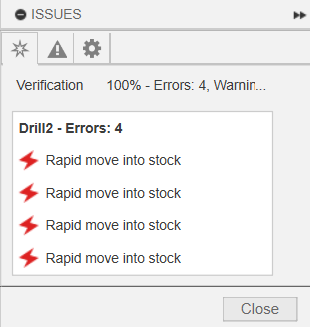 ISSUES
Verification 100% - Errors: 4, Warnin...
Drill2 - Errors: 4
Rapid move into stock
Rapid move into stock
Rapid move into stock
Rapid move into stock
Close